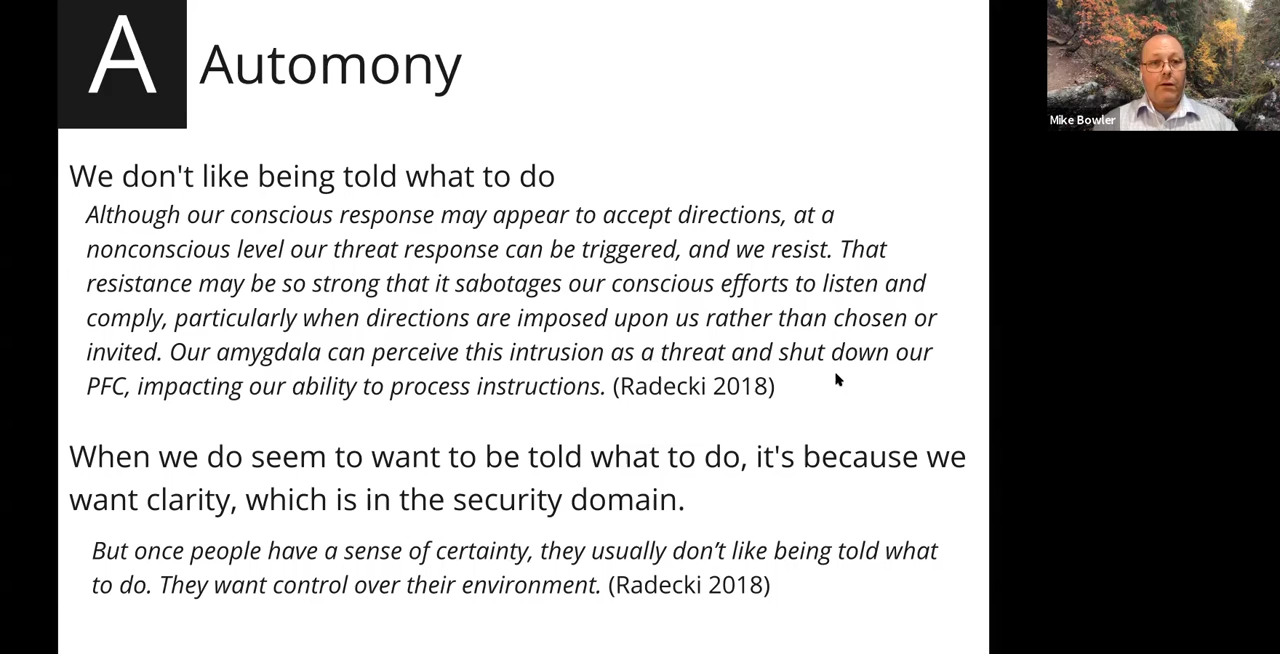 A Automony
Mike Bowler
We don't like being told what to do
Although our conscious response may appear to accept directions, at a
nonconscious level our threat response can be triggered, and we resist. That
resistance may be so strong that it sabotages our conscious efforts to listen and
comply, particularly when directions are imposed upon us rather than chosen or
invited. Our amygdala can perceive this intrusion as a threat and shut down our
PFC, impacting our ability to process instructions. (Radecki 2018)
When we do seem to want to be told what to do, it's because we
want clarity, which is in the security domain.
But once people have a sense of certainty, they usually don’t like being told what
to do. They want control over their environment. (Radecki 2018)